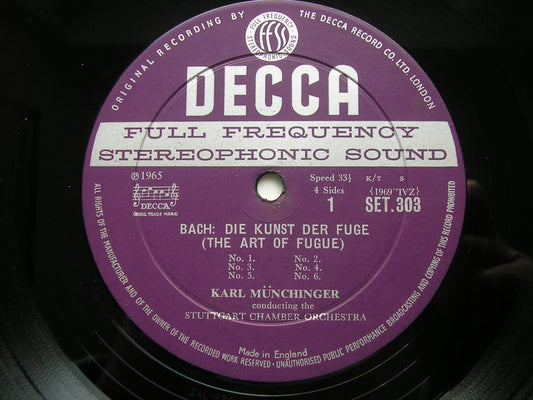 ORIGINAL RECORDING BY THE DECCA RECORD CO. LTD. LONDON
FULL FREQUENCY STEREOPHONIC SOUND
FFSS
DECCA
FULL FREQUENCY
STEREOPHONIC SOUND
℗1965
Speed 33⅓ K/T s
4 Sides
1
SET.303
DECCA
BACH: DIE KUNST DER FUGE
(THE ART OF FUGUE)
No. 1. No. 2.
No. 3. No. 4.
No. 5. No. 6.
KARL MÜNCHINGER
conducting the
STUTTGART CHAMBER ORCHESTRA
Made in England
ALL RIGHTS OF THE MANUFACTURER AND OF THE OWNER OF THE RECORDED WORK RESERVED - UNAUTHORISED PUBLIC PERFORMANCE BROADCASTING AND COPYING OF THIS RECORD PROHIBITED